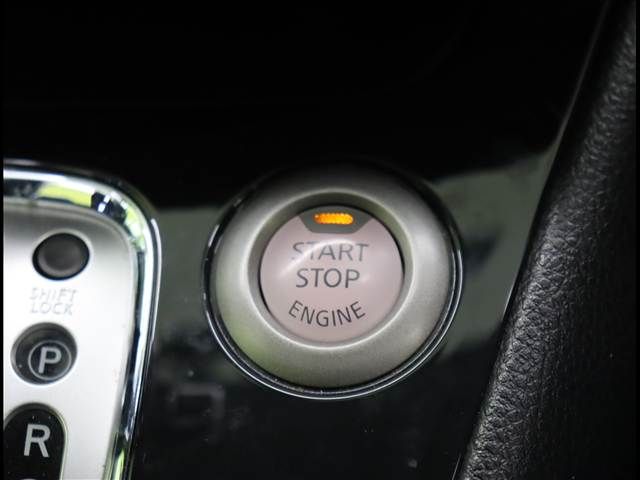 START
STOP
ENGINE
SHIFT
LOCK
P
R